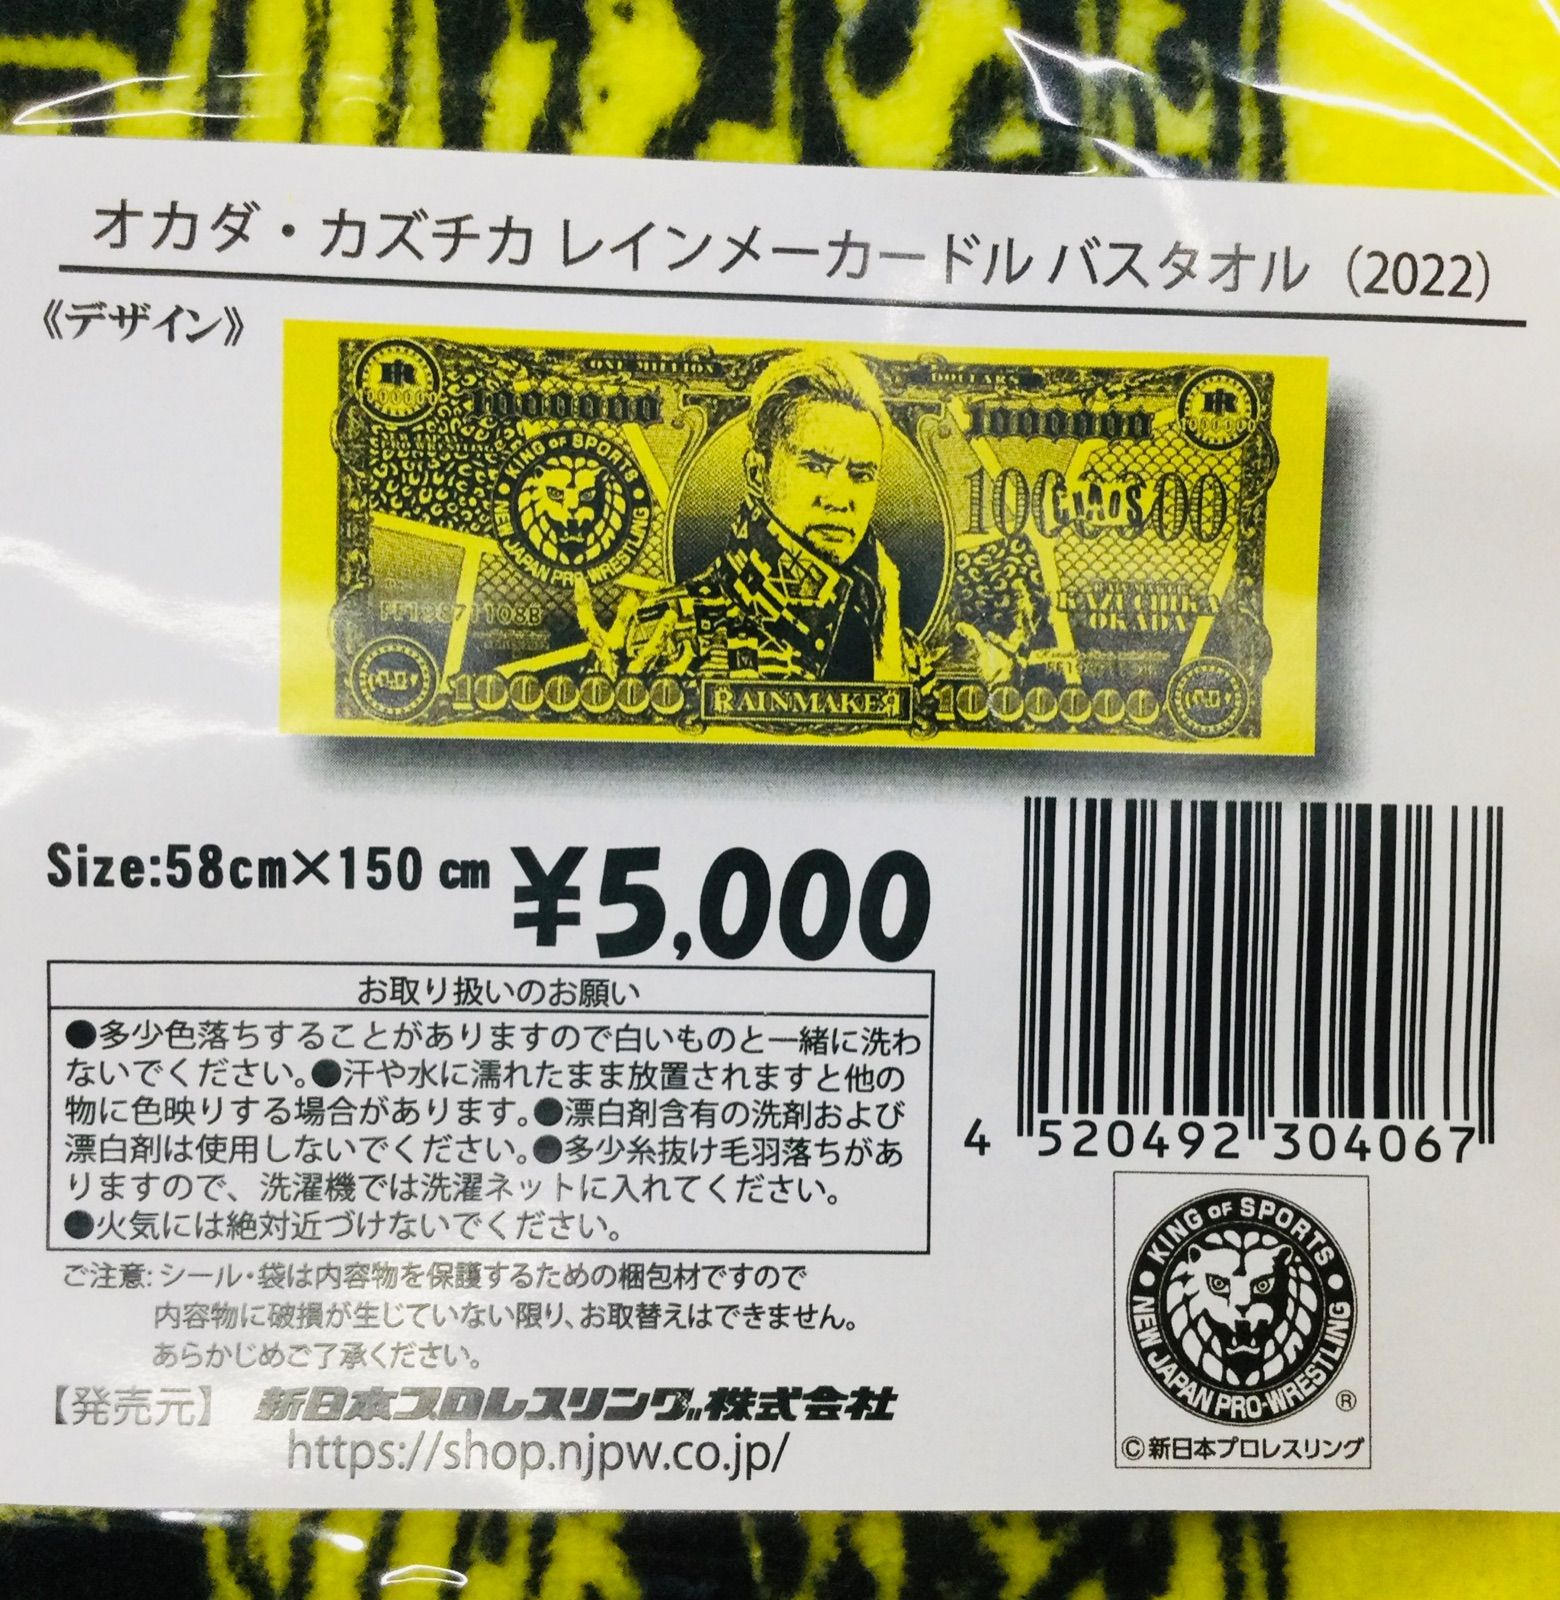 オカダ・カズチカ レインメーカードル バスタオル（2022）
《デザイン》
ONE MILLION
DOLLARS
1000000
1000000
1000000
1000000
KING OF SPORTS
NEW JAPAN PRO-WRESTLING
CHAOS
FF19871108B
KAZUCHIKA
OKADA
1000000
RAINMAKER
1000000
Size:58cm×150cm
¥5,000
お取り扱いのお願い
●多少色落ちすることがありますので白いものと一緒に洗わ
ないでください。●汗や水に濡れたまま放置されますと他の
物に色映りする場合があります。●漂白剤含有の洗剤および
漂白剤は使用しないでください。●多少糸抜け毛羽落ちがあ
りますので、洗濯機では洗濯ネットに入れてください。
●火気には絶対近づけないでください。
ご注意: シール・袋は内容物を保護するための梱包材ですので
内容物に破損が生じていない限り、お取替えはできません。
あらかじめご了承ください。
【発売元】 新日本プロレスリング株式会社
https://shop.njpw.co.jp/
4 520492 304067
KING OF SPORTS
NEW JAPAN PRO-WRESTLING
®
©新日本プロレスリング